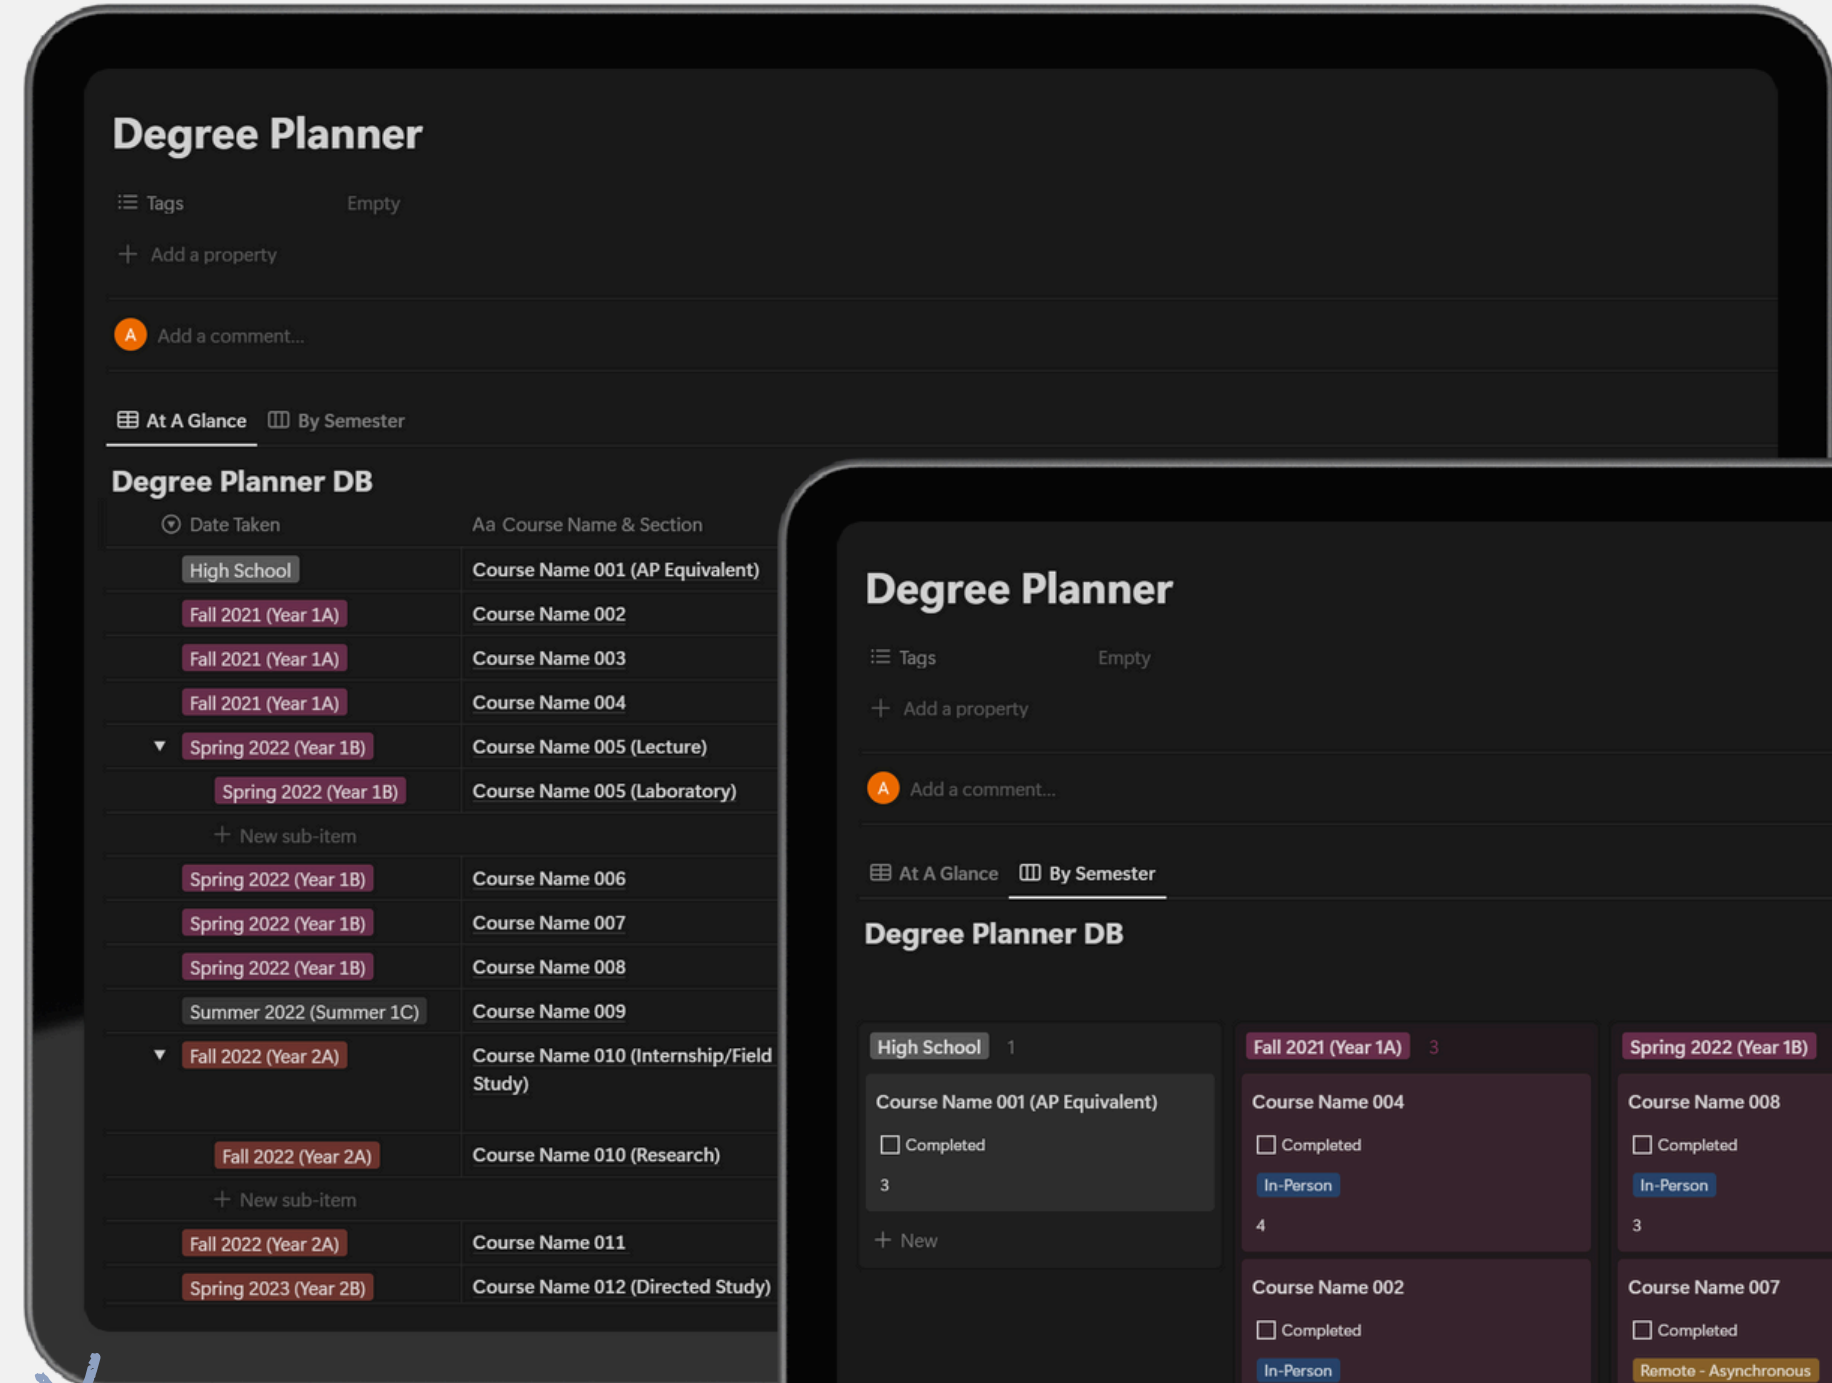 Degree Planner
Tags Empty
Add a property
A Add a comment...
At A Glance By Semester
Degree Planner DB
Date Taken Aa Course Name & Section
High School Course Name 001 (AP Equivalent)
Fall 2021 (Year 1A) Course Name 002
Fall 2021 (Year 1A) Course Name 003
Fall 2021 (Year 1A) Course Name 004
Spring 2022 (Year 1B) Course Name 005 (Lecture)
Spring 2022 (Year 1B) Course Name 005 (Laboratory)
New sub-item
Spring 2022 (Year 1B) Course Name 006
Spring 2022 (Year 1B) Course Name 007
Spring 2022 (Year 1B) Course Name 008
Summer 2022 (Summer 1C) Course Name 009
Fall 2022 (Year 2A) Course Name 010 (Internship/Field
Study)
Fall 2022 (Year 2A) Course Name 010 (Research)
New sub-item
Fall 2022 (Year 2A) Course Name 011
Spring 2023 (Year 2B) Course Name 012 (Directed Study)
Degree Planner
Tags Empty
Add a property
A Add a comment...
At A Glance By Semester
Degree Planner DB
High School 1
Course Name 001 (AP Equivalent)
Completed
3
New
Fall 2021 (Year 1A) 3
Course Name 004
Completed
In-Person
4
Course Name 002
Completed
In-Person
Spring 2022 (Year 1B)
Course Name 008
Completed
In-Person
3
Course Name 007
Completed
Remote - Asynchronous